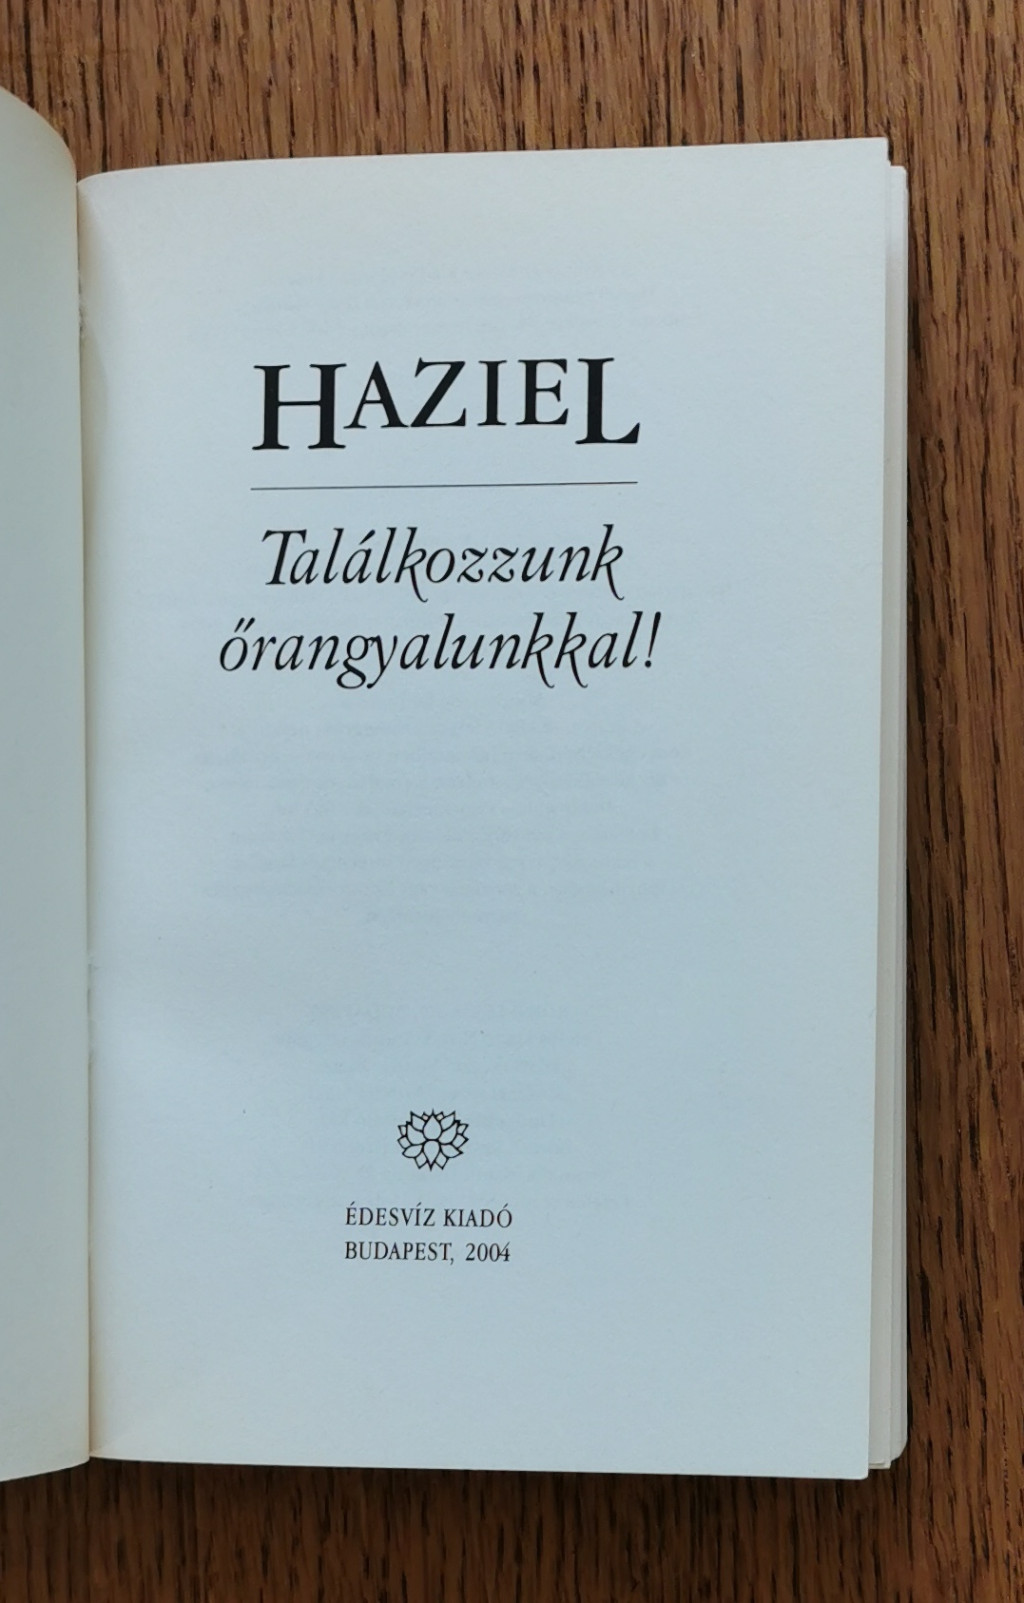 HAZIEL
Találkozzunk
őrangyalunkkal!
ÉDESVÍZ KIADÓ
BUDAPEST, 2004